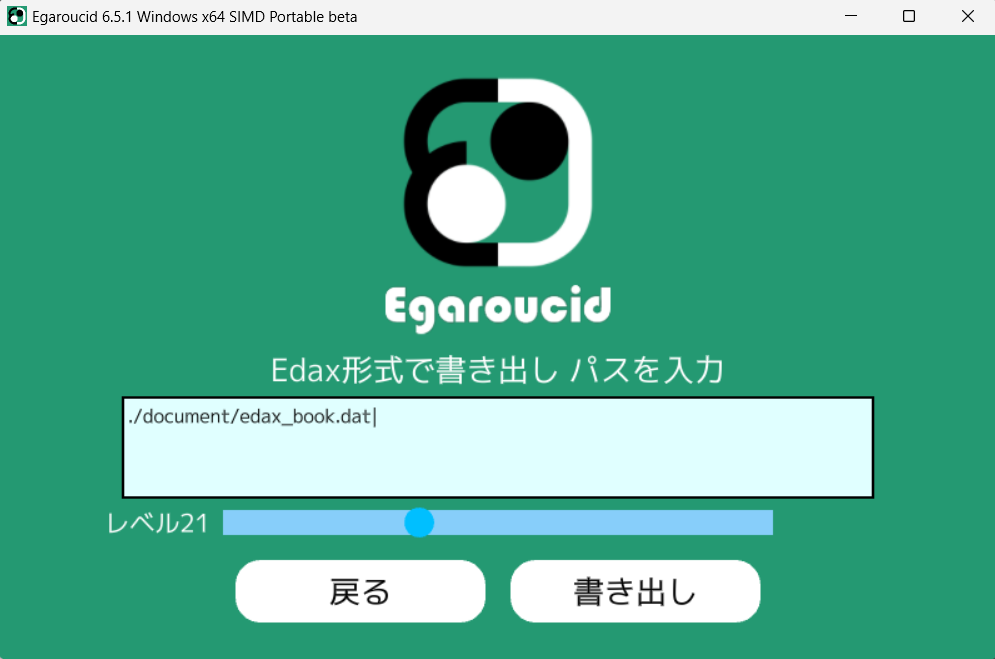 Egaroucid 6.5.1 Windows x64 SIMD Portable beta
Egaroucid
Edax形式で書き出し パスを入力
./document/edax_book.dat
レベル21
戻る 書き出し